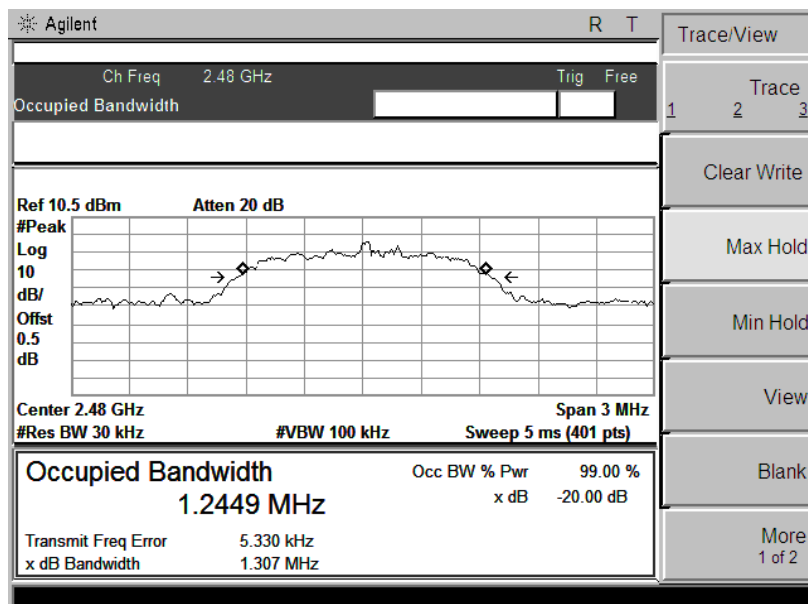 Agilent R T
Trace/View
Ch Freq 2.48 GHz Trig Free
Occupied Bandwidth
Trace
1 2 3
Clear Write
Ref 10.5 dBm Atten 20 dB
#Peak
Log
10
dB/
Offst
0.5
dB
Max Hold
Min Hold
View
Center 2.48 GHz Span 3 MHz
#Res BW 30 kHz #VBW 100 kHz Sweep 5 ms (401 pts)
Occupied Bandwidth Occ BW % Pwr 99.00 %
1.2449 MHz x dB -20.00 dB
Transmit Freq Error 5.330 kHz
x dB Bandwidth 1.307 MHz
Blank
More
1 of 2